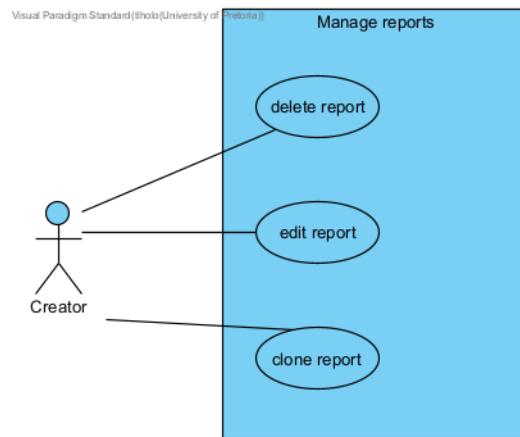 Visual Paradigm Standard(tlholo(University of Pretoria))
Manage reports
delete report
edit report
Creator
clone report